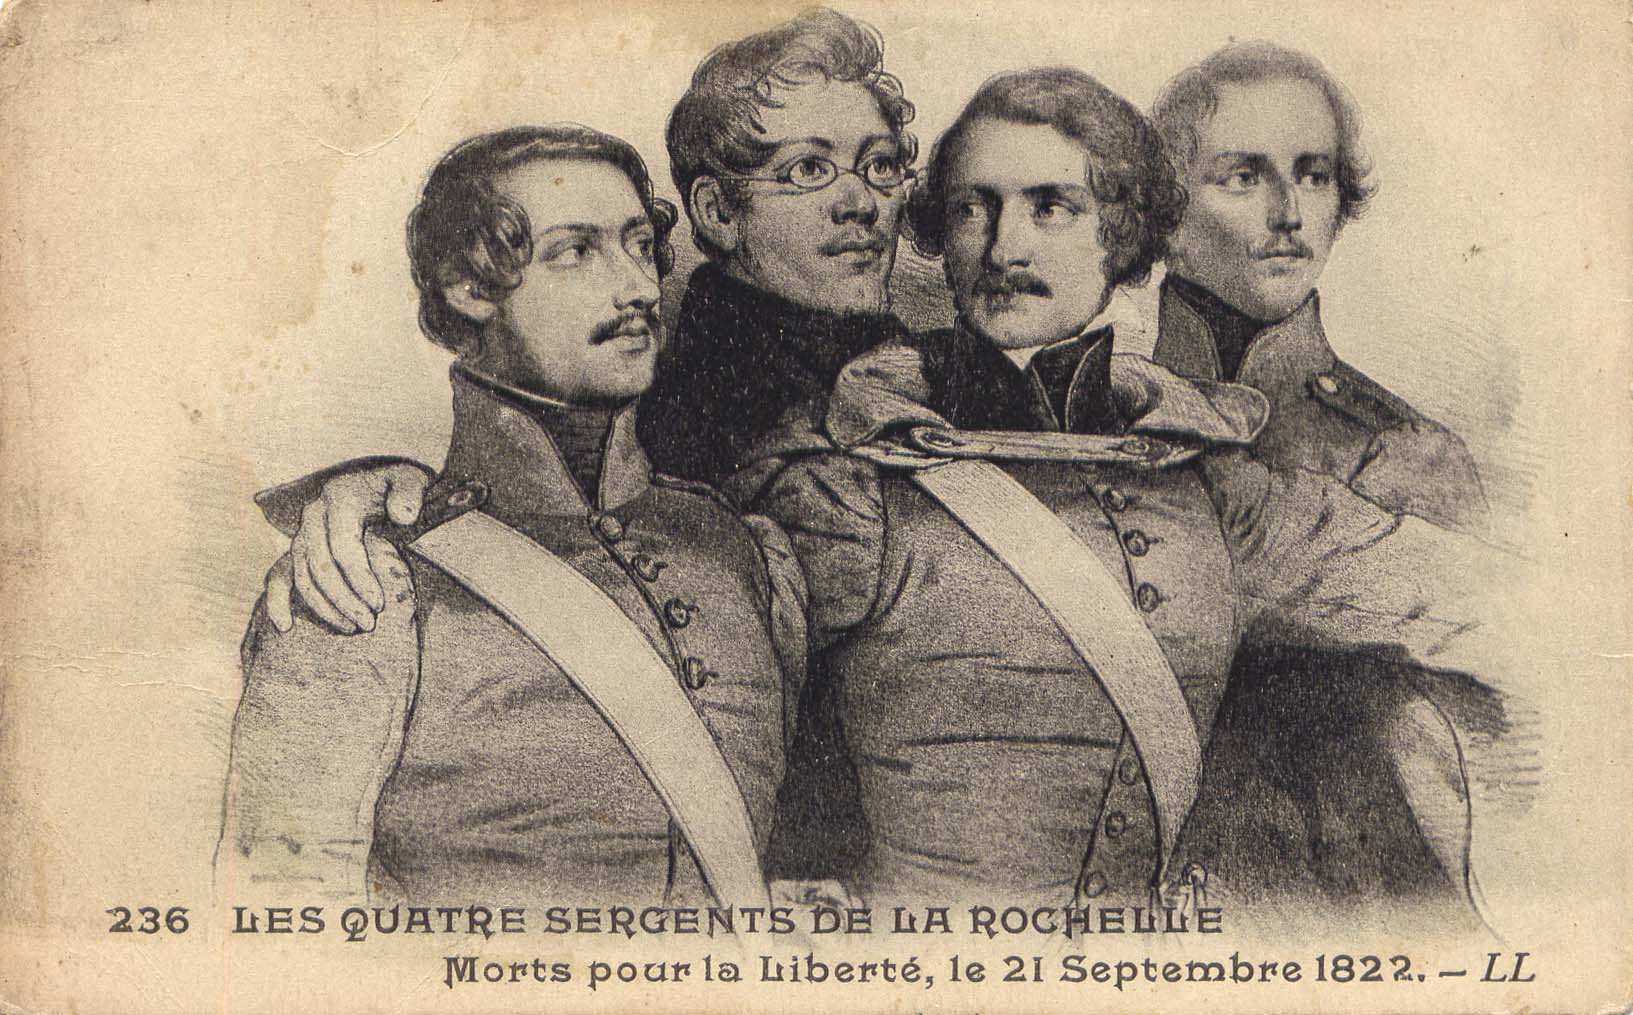 236 LES QUATRE SERGENTS DE LA ROCHELLE
Morts pour la Liberté, le 21 Septembre 1822. – LL